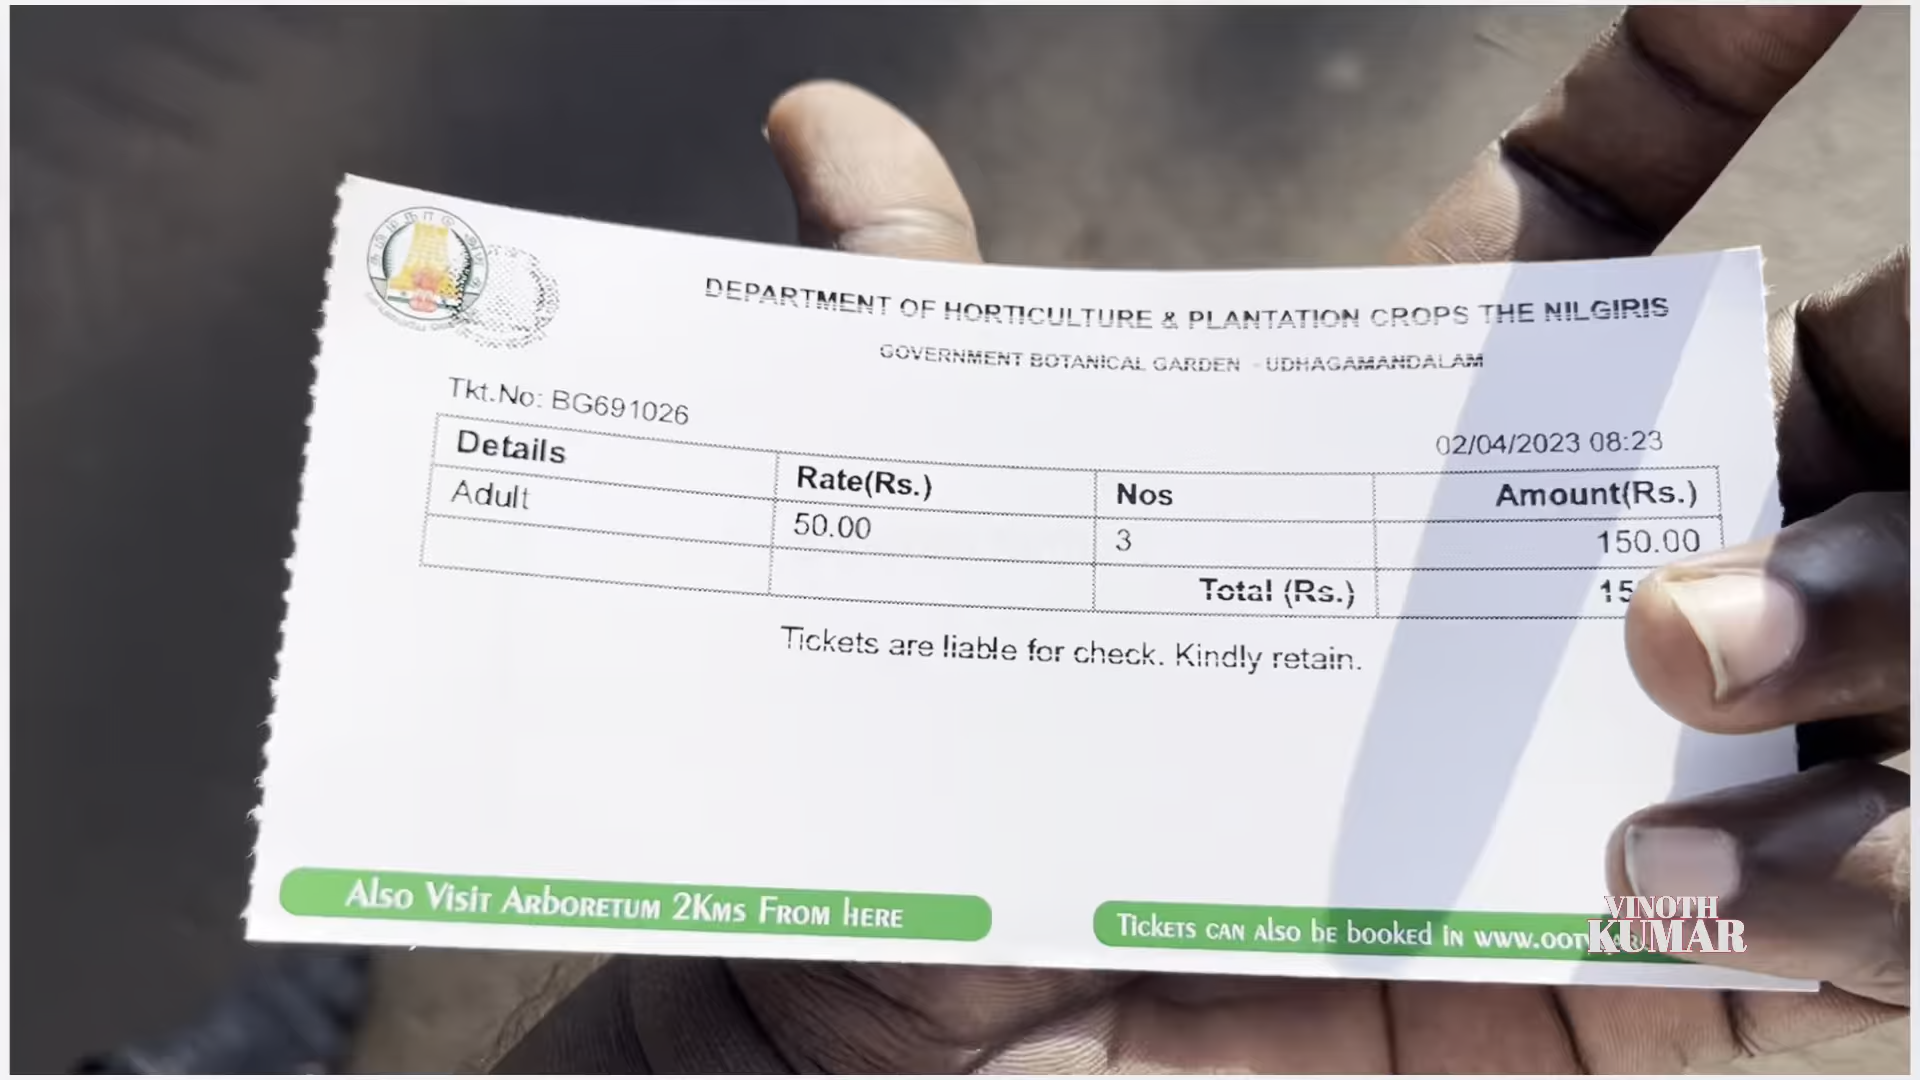 DEPARTMENT OF HORTICULTURE & PLANTATION CROPS THE NILGIRIS
GOVERNMENT BOTANICAL GARDEN - UDHAGAMANDALAM
Tkt.No: BG691026
02/04/2023 08:23
Details Rate(Rs.) Nos Amount(Rs.)
Adult 50.00 3 150.00
Total (Rs.)
Tickets are liable for check. Kindly retain.
Also Visit Arboretum 2Kms From here
Tickets can also be booked in
VINOTH
KUMAR